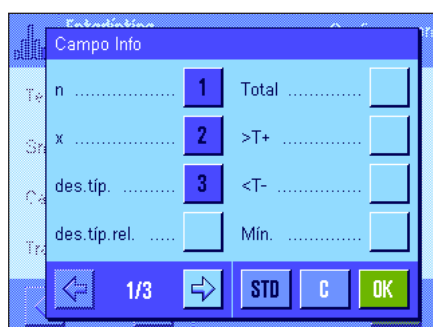 Campo Info
n .................. 1
x .................. 2
des.típ. .......... 3
des.típ.rel. .....
Total .............
>T+ ..............
<T- ...............
Mín. ..............
1/3
STD
C
OK